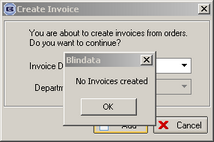 Create Invoice
You are about to create invoices from orders.
Do you want to continue?
Blindata
Invoice D
No Invoices created
Departm
OK
Add
Cancel